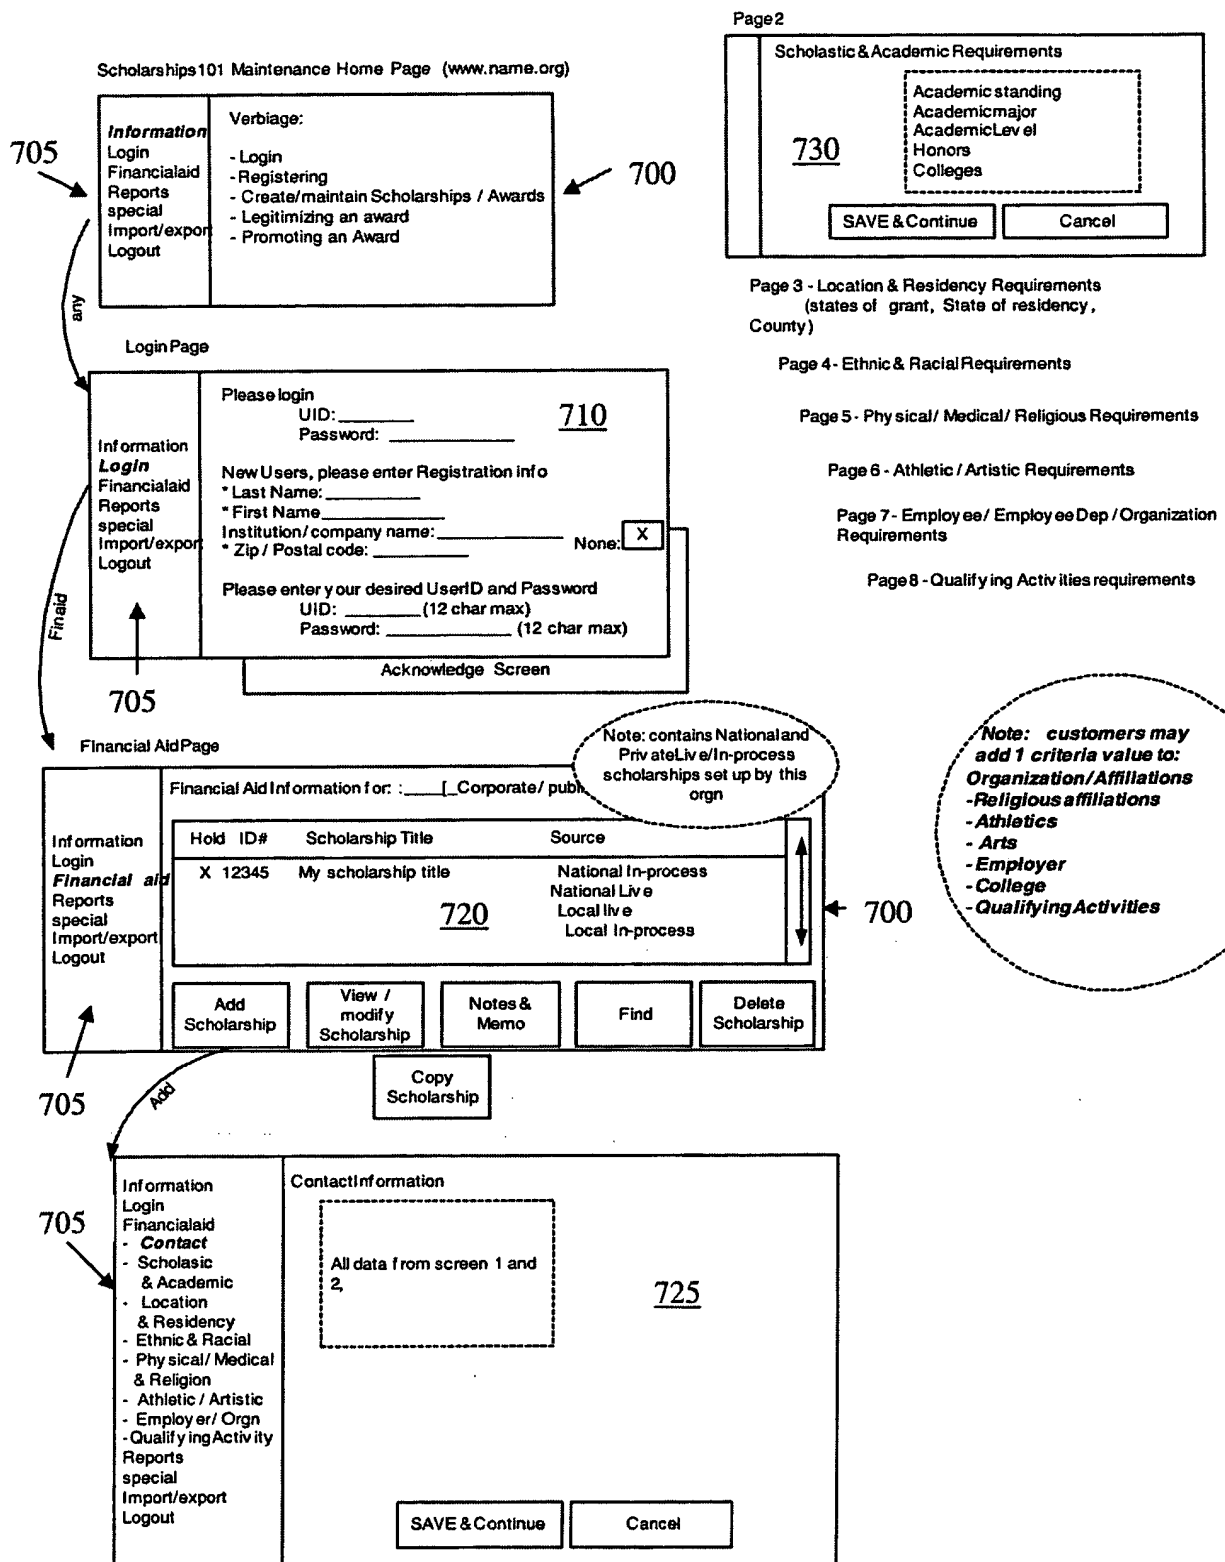 Scholarships101 Maintenance Home Page (www.name.org)
705
Information
Login
Financialaid
Reports
special
Import/export
Logout
Verbiage:
- Login
- Registering
- Create/maintain Scholarships / Awards
- Legitimizing an award
- Promoting an Award
700
any
Login Page
Information
Login
Financialaid
Reports
special
Import/export
Logout
Please login
UID:
Password:
710
New Users, please enter Registration info
* Last Name:
* First Name
Institution/company name:
None: X
* Zip / Postal code:
Please enter your desired UserID and Password
UID: (12 char max)
Password: (12 char max)
Acknowledge Screen
705
Finaid
Financial Aid Page
Information
Login
Financial aid
Reports
special
Import/export
Logout
Note: contains National and
Private Live/In-process
scholarships set up by this
orgn
Financial Aid Information for: :____[_Corporate/ publi
Hold ID# Scholarship Title Source
X 12345 My scholarship title National In-process
National Live
Local live
Local In-process
720
700
Add
Scholarship
View /
modify
Scholarship
Notes &
Memo
Find
Delete
Scholarship
Copy
Scholarship
705
Add
705
Information
Login
Financialaid
- Contact
- Scholasic
& Academic
- Location
& Residency
- Ethnic & Racial
- Physical/ Medical
& Religion
- Athletic / Artistic
- Employer/ Orgn
- Qualifying Activity
Reports
special
Import/export
Logout
Contact Information
All data from screen 1 and
2,
725
SAVE & Continue
Cancel
Page 2
Scholastic & Academic Requirements
Academic standing
Academic major
Academic Level
Honors
Colleges
730
SAVE & Continue
Cancel
Page 3 - Location & Residency Requirements
(states of grant, State of residency,
County)
Page 4 - Ethnic & Racial Requirements
Page 5 - Physical/ Medical/ Religious Requirements
Page 6 - Athletic / Artistic Requirements
Page 7 - Employee/ Employee Dep / Organization
Requirements
Page 8 - Qualifying Activities requirements
Note: customers may
add 1 criteria value to:
Organization/Affiliations
- Religious affiliations
- Athletics
- Arts
- Employer
- College
- Qualifying Activities